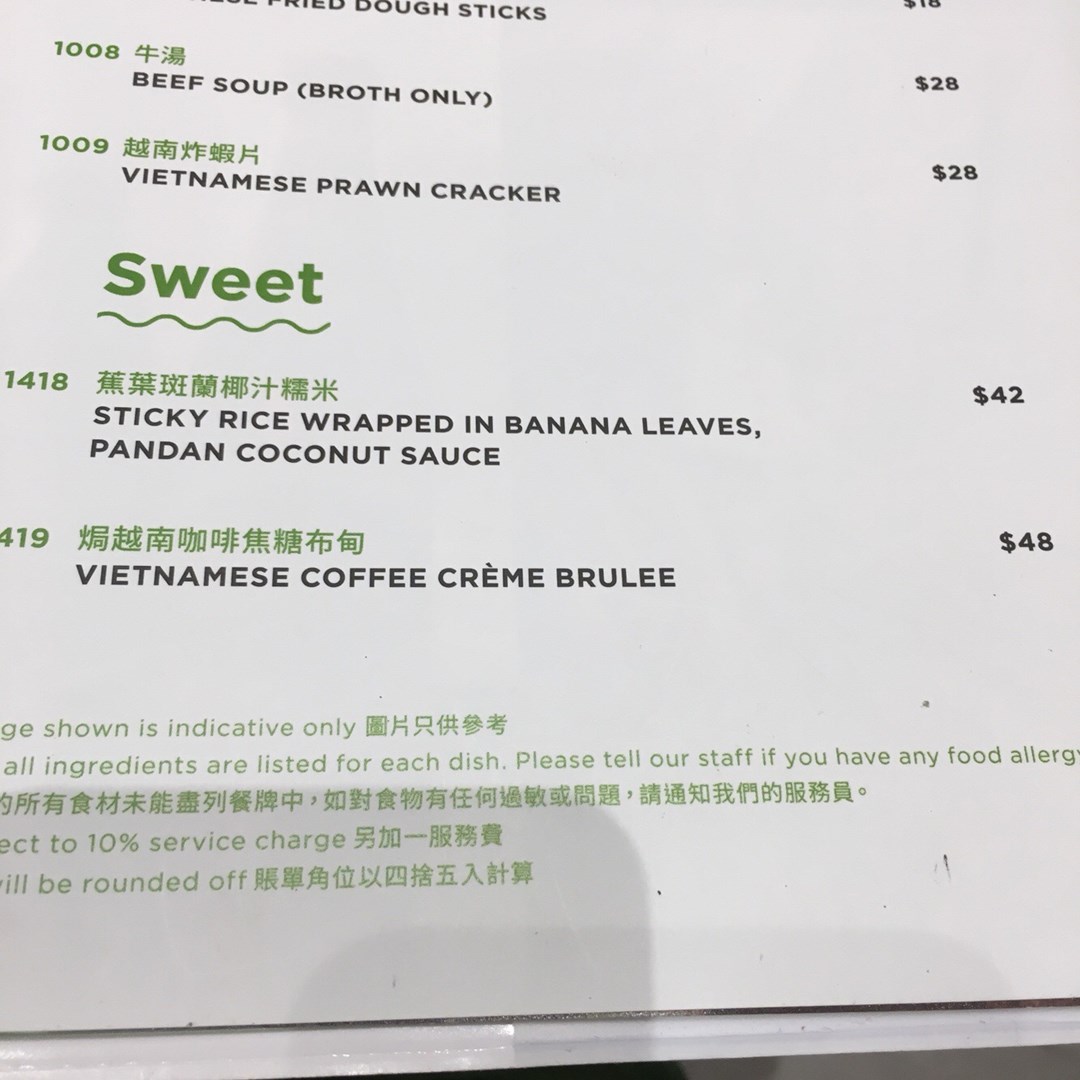 FRIED DOUGH STICKS $18
1008 牛湯
BEEF SOUP (BROTH ONLY) $28
1009 越南炸蝦片
VIETNAMESE PRAWN CRACKER $28
Sweet
1418 蕉葉斑蘭椰汁糯米 $42
STICKY RICE WRAPPED IN BANANA LEAVES,
PANDAN COCONUT SAUCE
419 焗越南咖啡焦糖布甸 $48
VIETNAMESE COFFEE CRÈME BRULEE
ge shown is indicative only 圖片只供參考
all ingredients are listed for each dish. Please tell our staff if you have any food allergy
的所有食材未能盡列餐牌中，如對食物有任何過敏或問題，請通知我們的服務員。
ect to 10% service charge 另加一服務費
will be rounded off 賬單角位以四捨五入計算